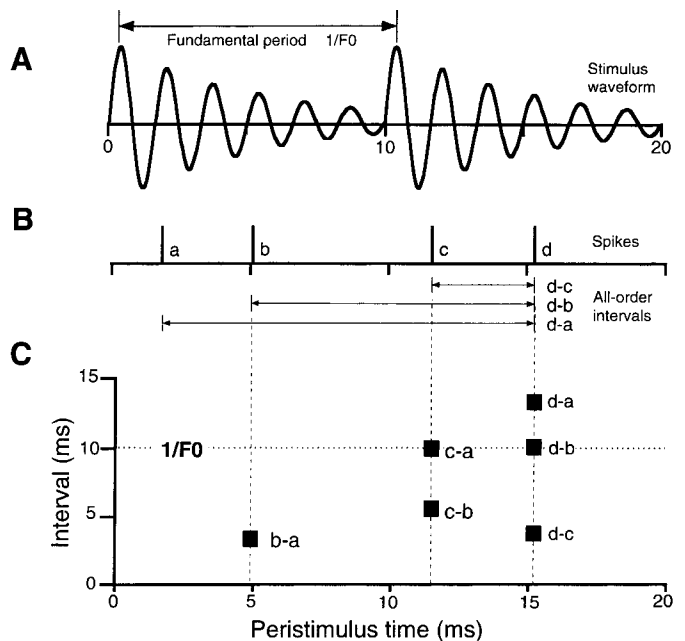 Fundamental period 1/F0
A
Stimulus
waveform
0
10
20
B
a
b
c
d
Spikes
d-c
d-b
d-a
All-order
intervals
C
15
10
5
0
Interval (ms)
1/F0
b-a
c-a
c-b
d-a
d-b
d-c
0
5
10
15
20
Peristimulus time (ms)